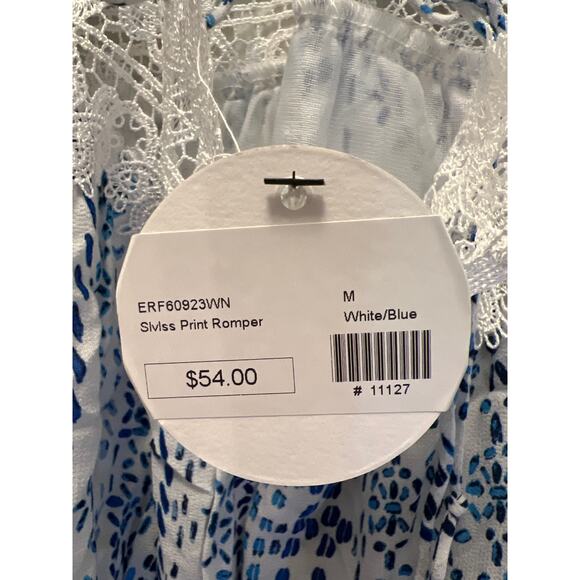 ERF60923WN
Slvlss Print Romper
M
White/Blue
$54.00
# 11127